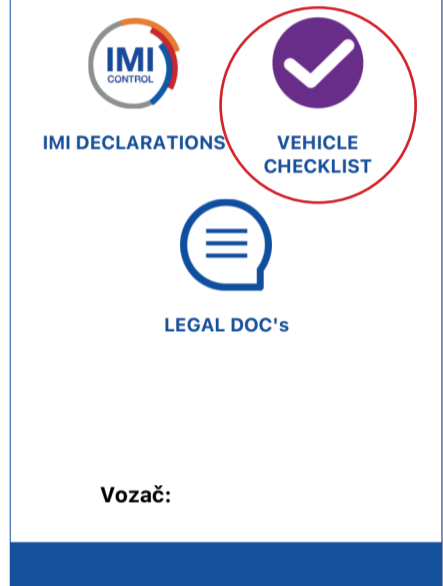 IMI
CONTROL
IMI DECLARATIONS
VEHICLE
CHECKLIST
LEGAL DOC's
Vozač: